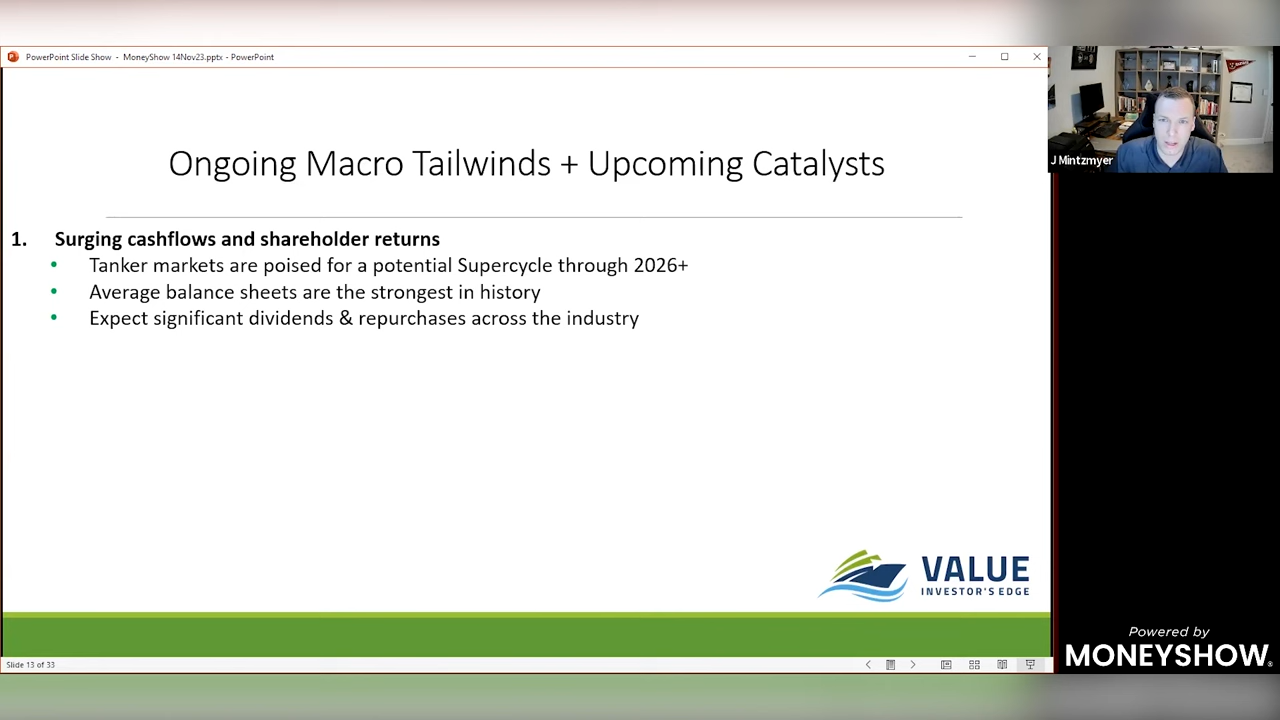 PowerPoint Slide Show - MoneyShow 14Nov23.pptx - PowerPoint
Ongoing Macro Tailwinds + Upcoming Catalysts
J Mintzmyer
1. Surging cashflows and shareholder returns
• Tanker markets are poised for a potential Supercycle through 2026+
• Average balance sheets are the strongest in history
• Expect significant dividends & repurchases across the industry
VALUE
INVESTOR'S EDGE
Powered by
MONEYSHOW®
Slide 13 of 33